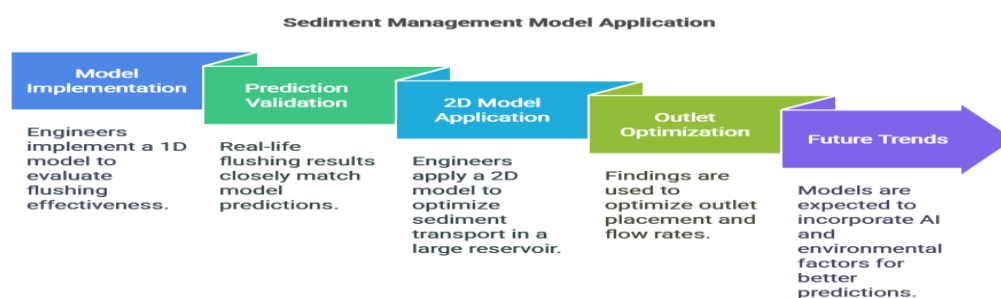 Sediment Management Model Application
Model
Implementation
Engineers
implement a 1D
model to
evaluate
flushing
effectiveness.
Prediction
Validation
Real-life
flushing results
closely match
model
predictions.
2D Model
Application
Engineers
apply a 2D
model to
optimize
sediment
transport in a
large reservoir.
Outlet
Optimization
Findings are
used to
optimize outlet
placement and
flow rates.
Future Trends
Models are
expected to
incorporate AI
and
environmental
factors for
better
predictions.